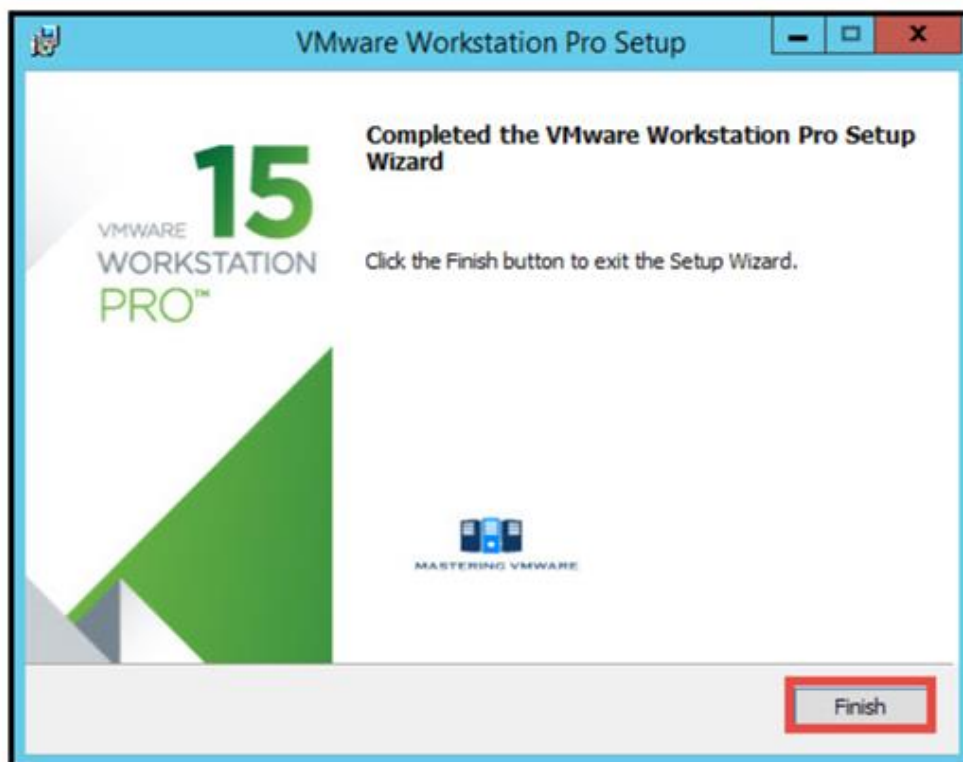 VMware Workstation Pro Setup
15
VMWARE
WORKSTATION
PRO™
Completed the VMware Workstation Pro Setup
Wizard
Click the Finish button to exit the Setup Wizard.
MASTERING VMWARE
Finish